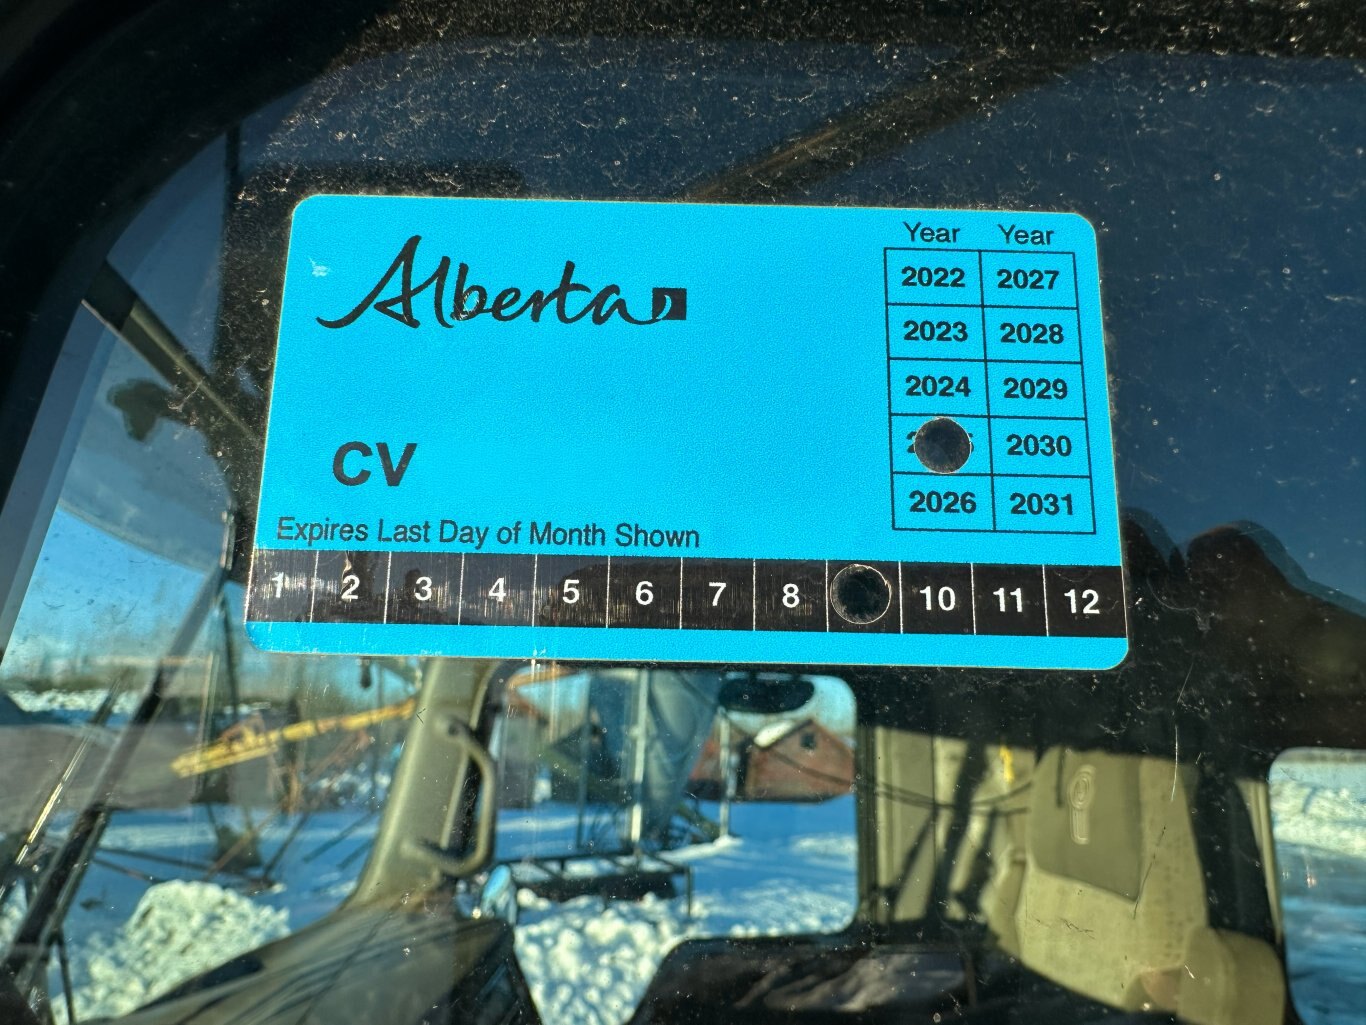 Alberta
Year Year
2022 2027
2023 2028
2024 2029
2030
2026 2031
CV
Expires Last Day of Month Shown
1 2 3 4 5 6 7 8 10 11 12